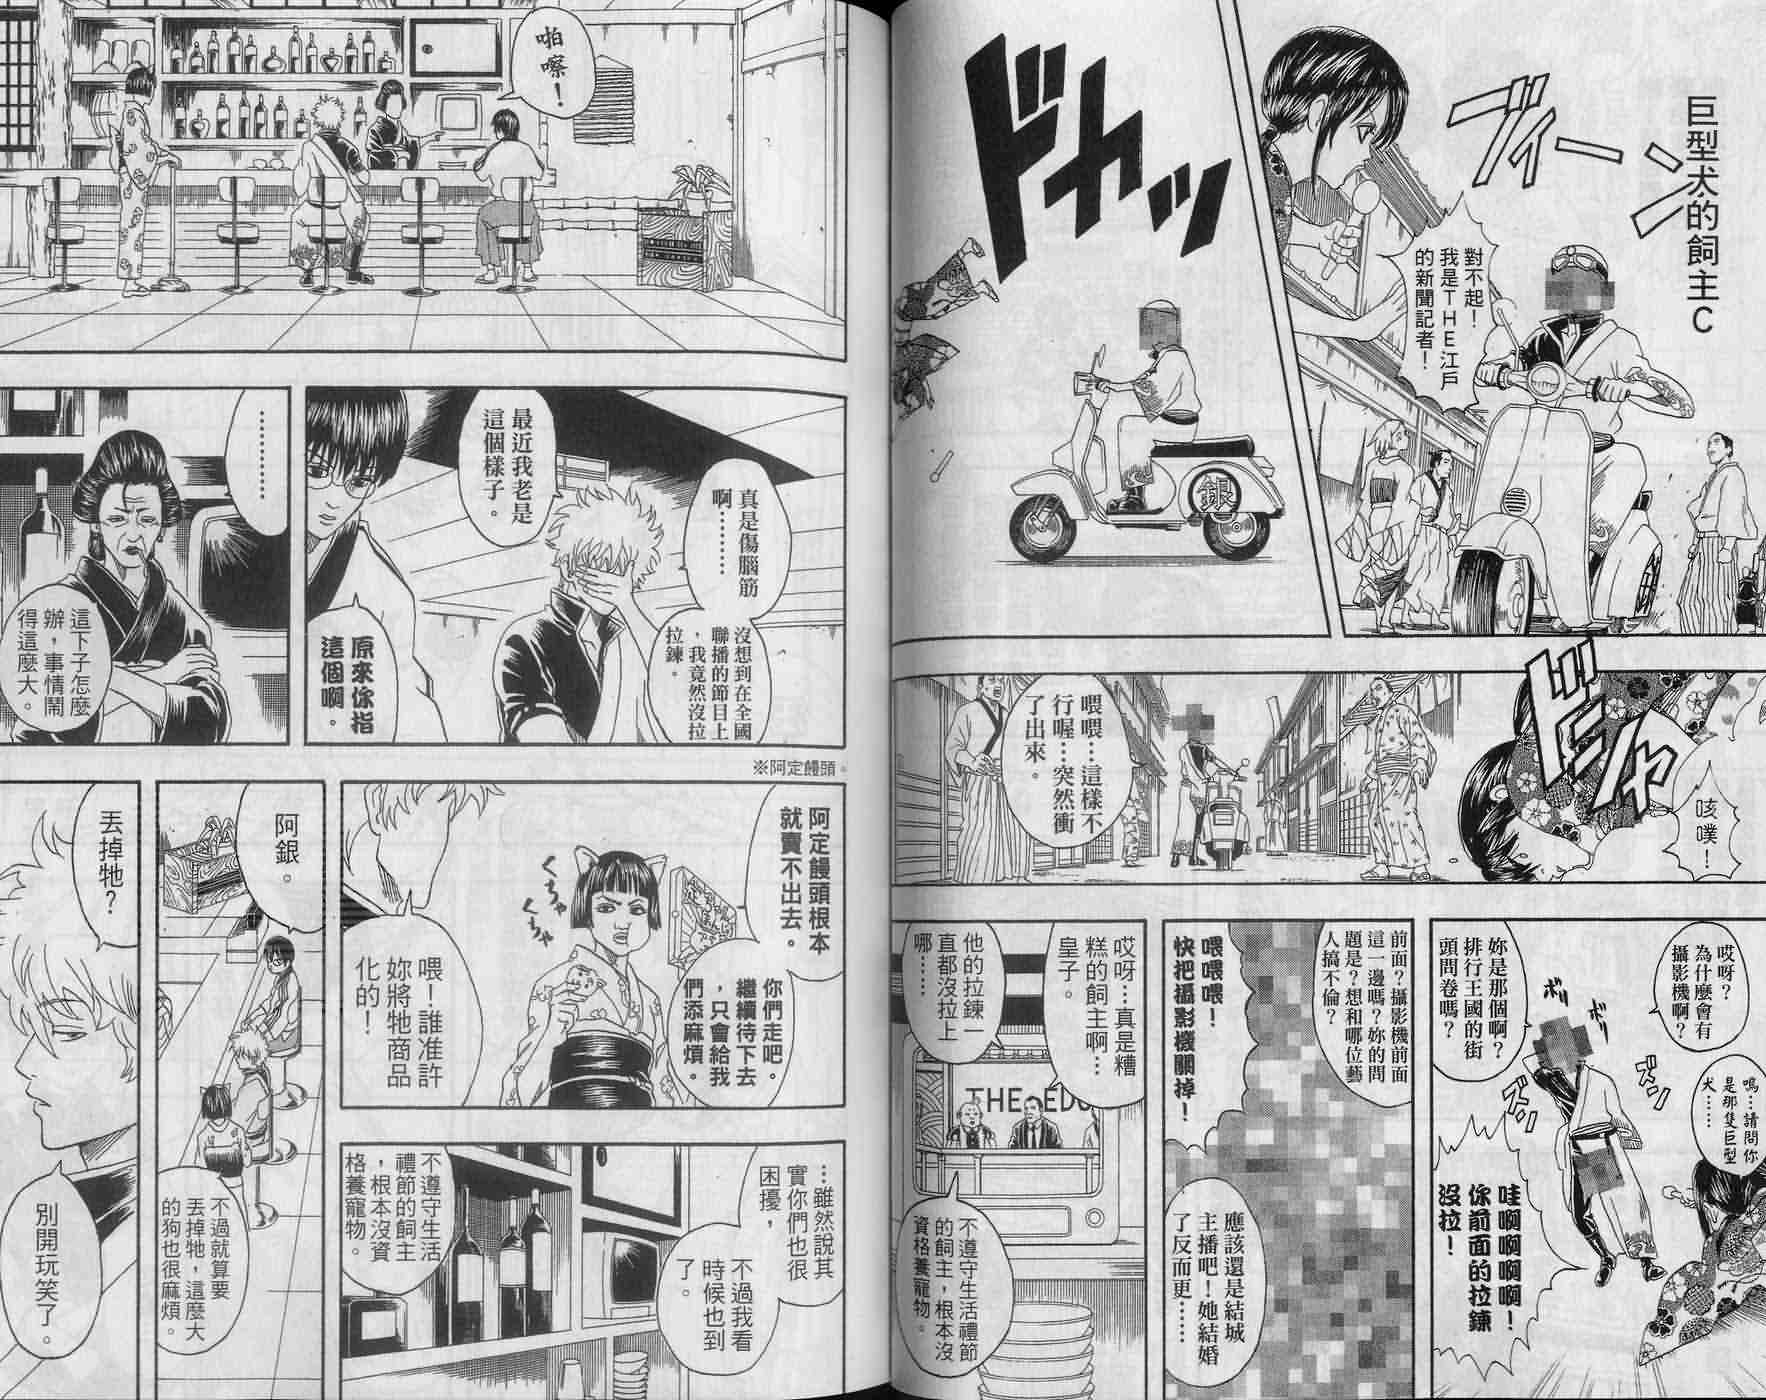 巨型犬的飼主C
ブィーン
對不起！
我是THE江戶
的新聞記者！
ドカッ
銀
ドシャ
咳噗！
喂喂…這樣不
行喔…突然衝
了出來。
哎呀？
為什麼會有
攝影機啊？
嗚…請問你
是那隻巨型
犬……
妳是那個啊？
排行王國的街
頭問卷嗎？
ボリ
ボリ
ズン
ズン
哇啊啊啊啊！
你前面的拉鍊
沒拉！
前面？攝影機前面
這一邊嗎？妳的問
題是？想和哪位藝
人搞不倫？
喂喂喂！
快把攝影機關掉！
應該還是結城
主播吧！她結婚
了反而更……
哎呀…真是糟
糕的飼主啊…
皇子。
他的拉鍊一
直都沒拉上
哪……
THE EDO
不遵守生活禮節
的飼主，根本沒
資格養寵物。
啪嚓！
真是傷腦筋
啊………
沒想到在全國
聯播的節目上
，我竟然沒拉
拉鍊。
最近我老是
這個樣子。
原來你指
這個啊。
………
這下子怎麼
辦，事情鬧
得這麼大。
※阿定饅頭。
阿定饅頭根本
就賣不出去。
你們走吧。
繼續待下去
，只會給我
們添麻煩。
くちゃ
くちゃ
喂！誰准許
妳將牠商品
化的！
…雖然說其
實你們也很
困擾，
不過我看
時候也到
了。
不遵守生活
禮節的飼主
，根本沒資
格養寵物。
阿銀。
不過就算要
丟掉牠，這麼大
的狗也很麻煩。
丟掉牠？
別開玩笑了。